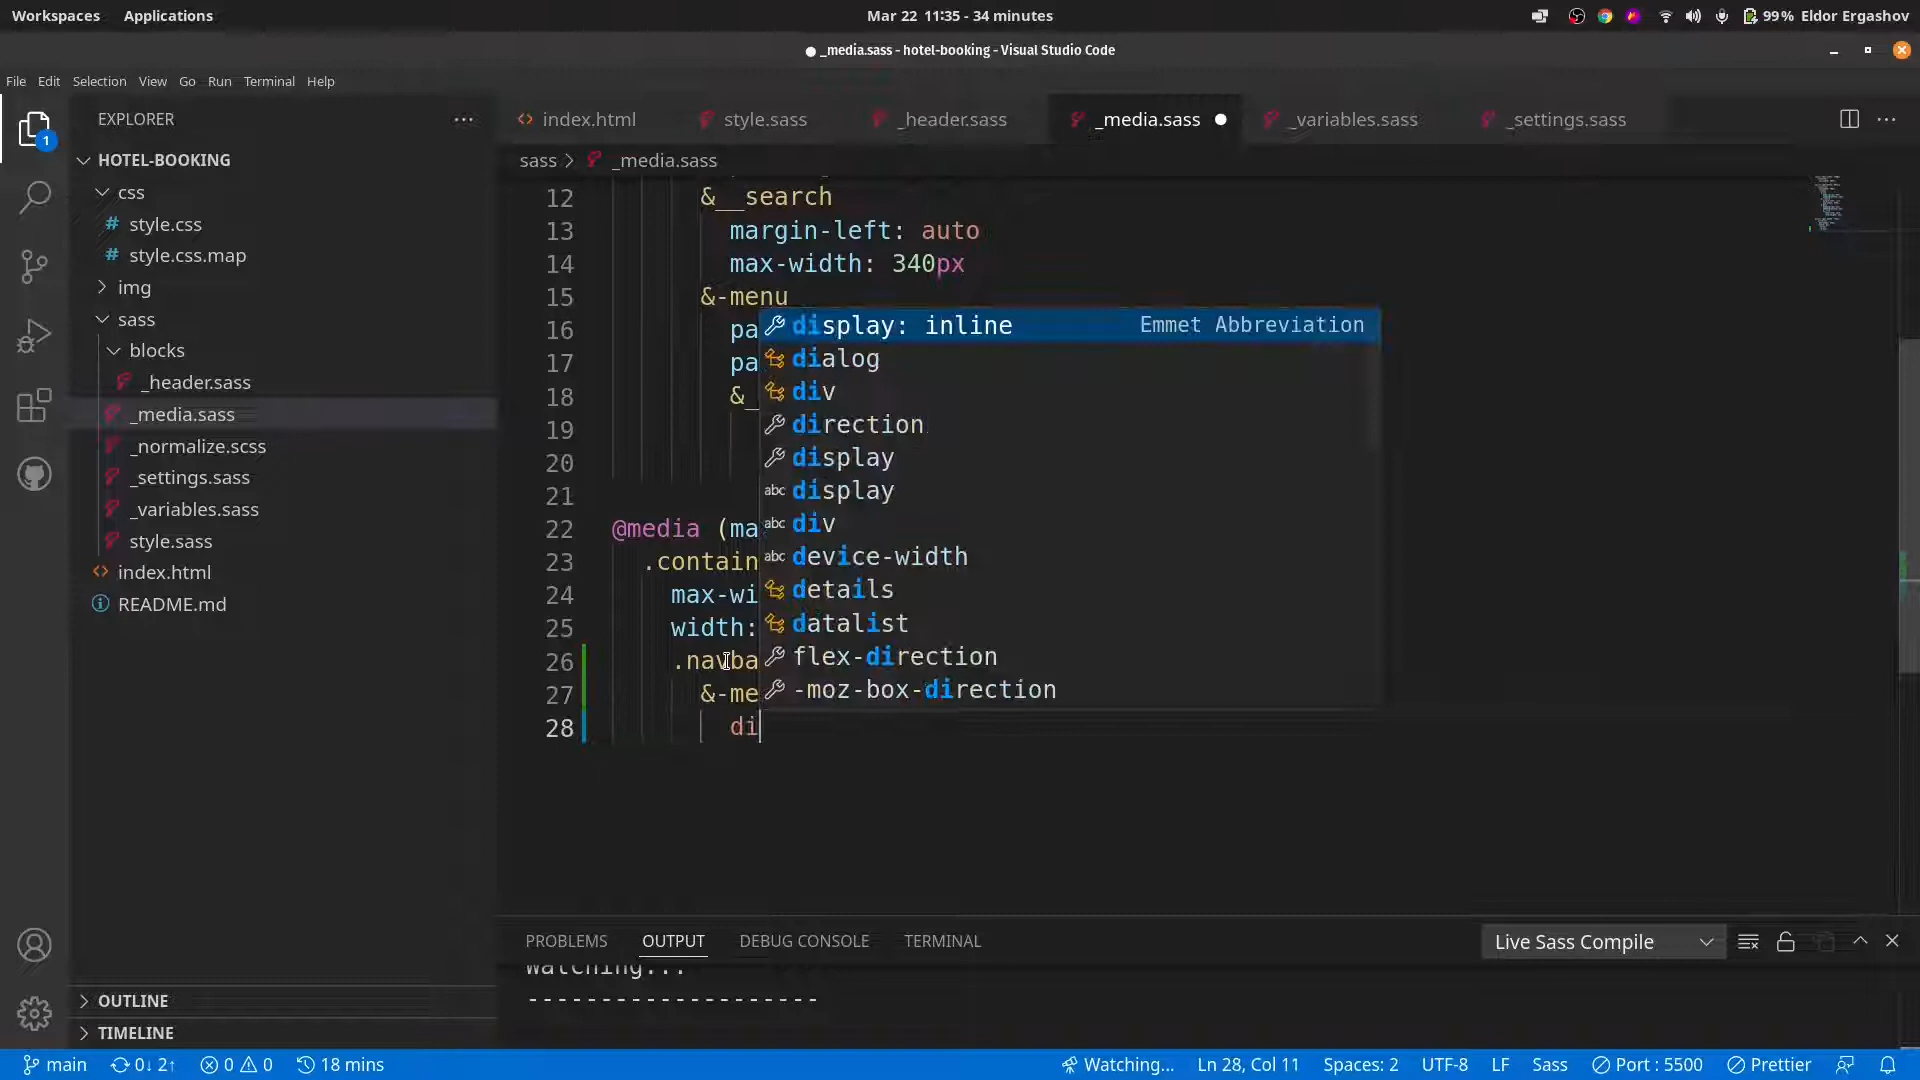 Workspaces Applications Mar 22 11:35 - 34 minutes 99% Eldor Ergashov
● _media.sass - hotel-booking - Visual Studio Code
File Edit Selection View Go Run Terminal Help
EXPLORER ···
1
HOTEL-BOOKING
css
# style.css
# style.css.map
img
sass
blocks
_header.sass
_media.sass
_normalize.scss
_settings.sass
_variables.sass
style.sass
index.html
README.md
OUTLINE
TIMELINE
index.html style.sass _header.sass _media.sass ● _variables.sass _settings.sass ···
sass > _media.sass
12 &__search
13 margin-left: auto
14 max-width: 340px
15 &-menu
16 pa
17 pa
18 &_
19
20
21
22 @media (ma
23 .contain
24 max-wi
25 width:
26 .navba
27 &-me
28 di
display: inline Emmet Abbreviation
dialog
div
direction
display
abc display
abc div
abc device-width
details
datalist
flex-direction
-moz-box-direction
PROBLEMS OUTPUT DEBUG CONSOLE TERMINAL Live Sass Compile
Watching...
--------------------
main 0↓ 2↑ 0 0 18 mins Watching... Ln 28, Col 11 Spaces: 2 UTF-8 LF Sass Port : 5500 Prettier